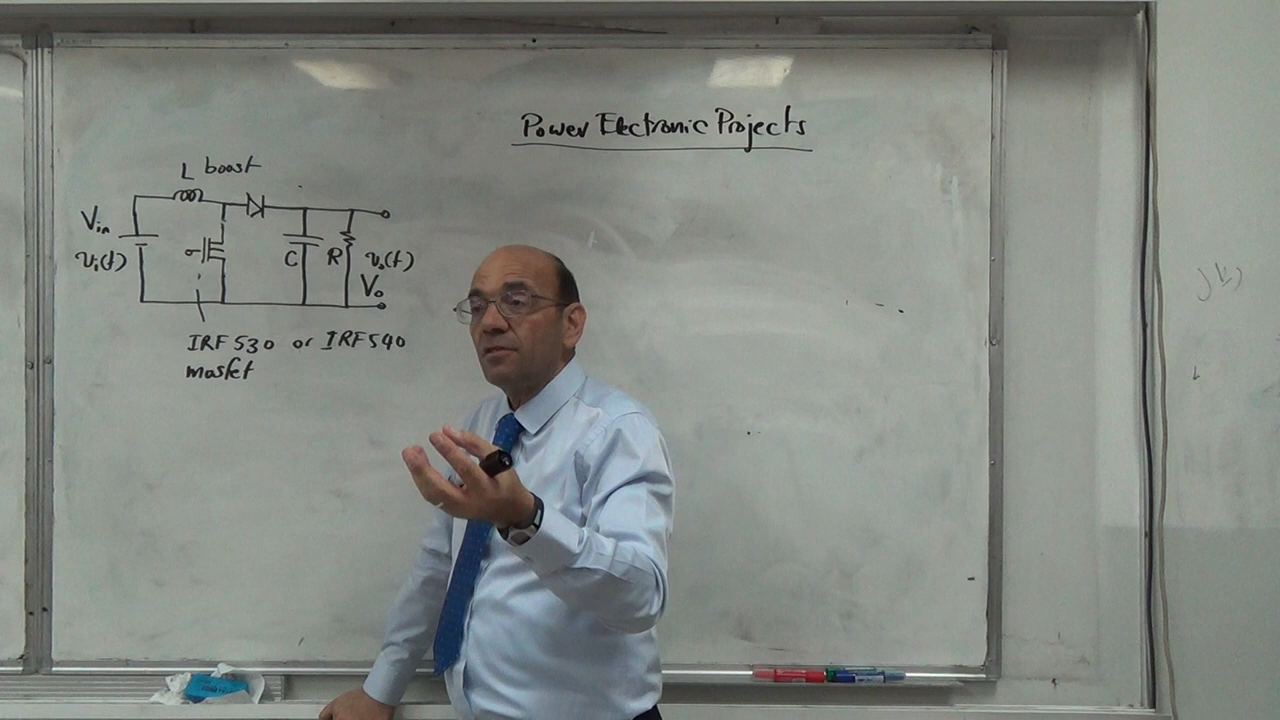 Power Electronic Projects
L boost
Vin
vi(t)
C
R
vo(t)
Vo
IRF530 or IRF540
mosfet